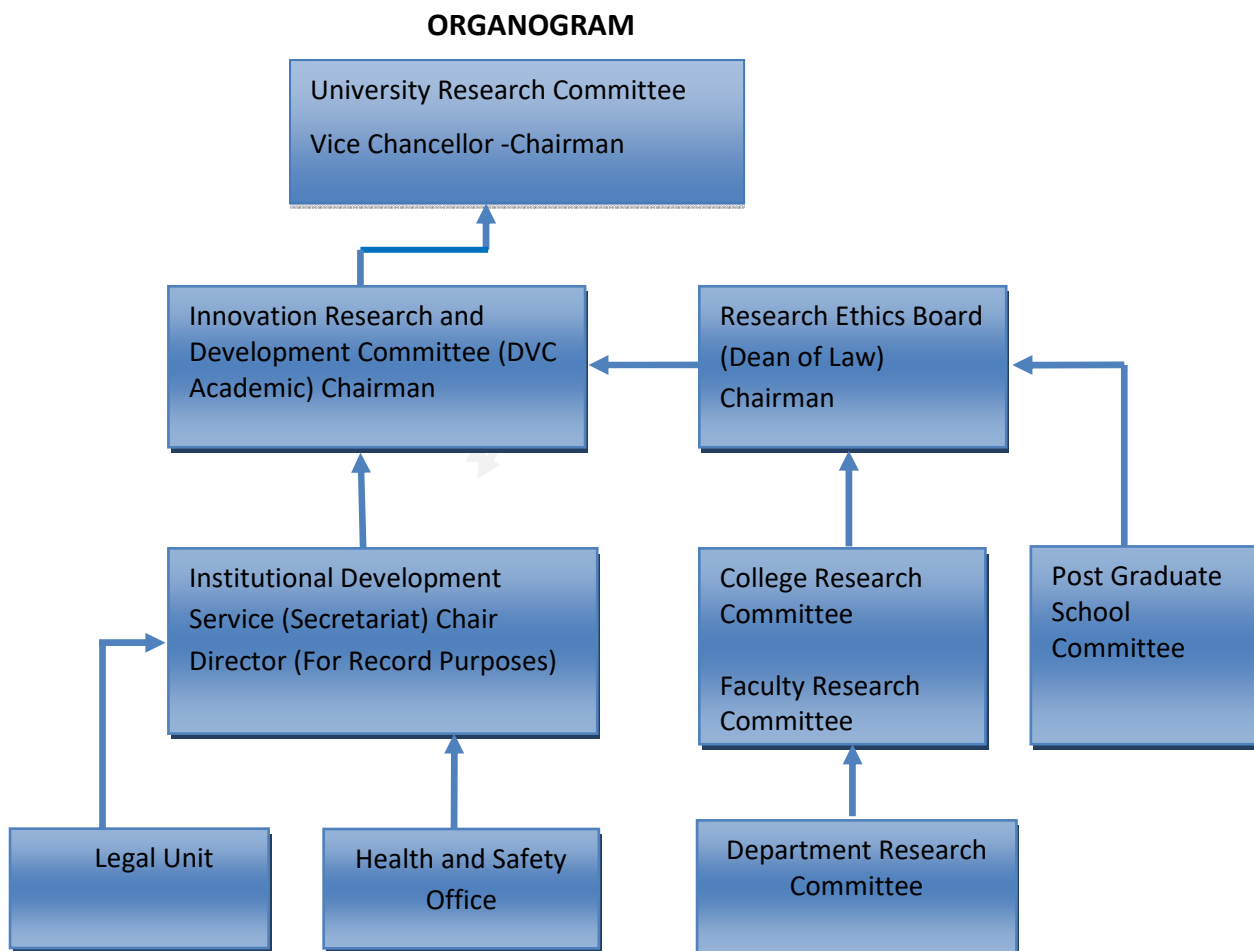 ORGANOGRAM
University Research Committee
Vice Chancellor -Chairman
Innovation Research and
Development Committee (DVC
Academic) Chairman
Research Ethics Board
(Dean of Law)
Chairman
Institutional Development
Service (Secretariat) Chair
Director (For Record Purposes)
College Research
Committee
Faculty Research
Committee
Post Graduate
School
Committee
Legal Unit
Health and Safety
Office
Department Research
Committee